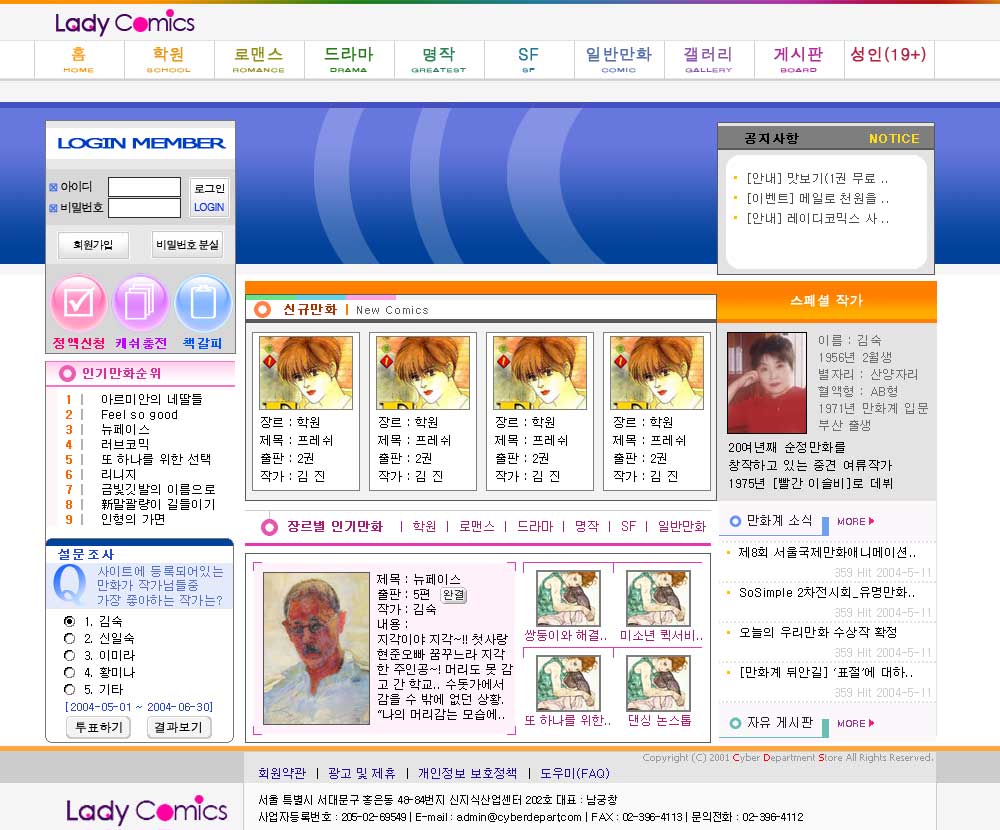 Lady Comics
홈 학원 로맨스 드라마 명작 SF 일반만화 갤러리 게시판 성인(19+)
HOME SCHOOL ROMANCE DRAMA GREATEST SF COMIC GALLERY BOARD
LOGIN MEMBER
아이디 로그인
비밀번호 LOGIN
회원가입 비밀번호 분실
정액신청 캐쉬충전 책갈피
공지사항 NOTICE
[안내] 맛보기(1권 무료 ..
[이벤트] 메일로 천원을 ..
[안내] 레이디코믹스 사 ..
인기만화순위
1 | 아르미안의 네딸들
2 | Feel so good
3 | 뉴페이스
4 | 러브코믹
5 | 또 하나를 위한 선택
6 | 리니지
7 | 금빛깃발의 이름으로
8 | 新말괄량이 길들이기
9 | 인형의 가면
설문조사
Q 사이트에 등록되어있는
만화가 작가님들중
가장 좋아하는 작가는?
1. 김숙
2. 신일숙
3. 이미라
4. 황미나
5. 기타
[2004-05-01 ~ 2004-06-30]
투표하기 결과보기
신규만화 | New Comics
장르 : 학원 장르 : 학원 장르 : 학원 장르 : 학원
제목 : 프레쉬 제목 : 프레쉬 제목 : 프레쉬 제목 : 프레쉬
출판 : 2권 출판 : 2권 출판 : 2권 출판 : 2권
작가 : 김 진 작가 : 김 진 작가 : 김 진 작가 : 김 진
장르별 인기만화 | 학원 | 로맨스 | 드라마 | 명작 | SF | 일반만화
제목 : 뉴페이스
출판 : 5편 완결
작가 : 김숙
내용 :
지각이야 지각~!! 첫사랑
현준오빠 꿈꾸느라 지각
한 주인공~! 머리도 못 감
고 간 학교.. 수돗가에서
감을 수 밖에 없던 상황.
“나의 머리감는 모습에..
쌍둥이와 해결.. 미소년 퀵서비..
또 하나를 위한.. 댄싱 논스톱
스페셜 작가
이름 : 김숙
1956년 2월생
별자리 : 산양자리
혈액형 : AB형
1971년 만화계 입문
부산 출생
20여년째 순정만화를
창작하고 있는 중견 여류작가
1975년 [빨간 이슬비]로 데뷔
만화계 소식 MORE
제8회 서울국제만화애니메이션..
359 Hit 2004-5-11
SoSimple 2차전시회_유명만화..
359 Hit 2004-5-11
오늘의 우리만화 수상작 확정
359 Hit 2004-5-11
[만화계 뒤안길] ‘표절’에 대하..
359 Hit 2004-5-11
자유 게시판 MORE
Copyright (C) 2001 Cyber Department Store All Rights Reserved.
회원약관 | 광고 및 제휴 | 개인정보 보호정책 | 도우미(FAQ)
Lady Comics
서울 특별시 서대문구 홍은동 48-84번지 신지식산업센터 202호 대표 : 남궁창
사업자등록번호 : 205-02-69549 | E-mail : admin@cyberdepart.com | FAX : 02-396-4113 | 문의전화 : 02-396-4112